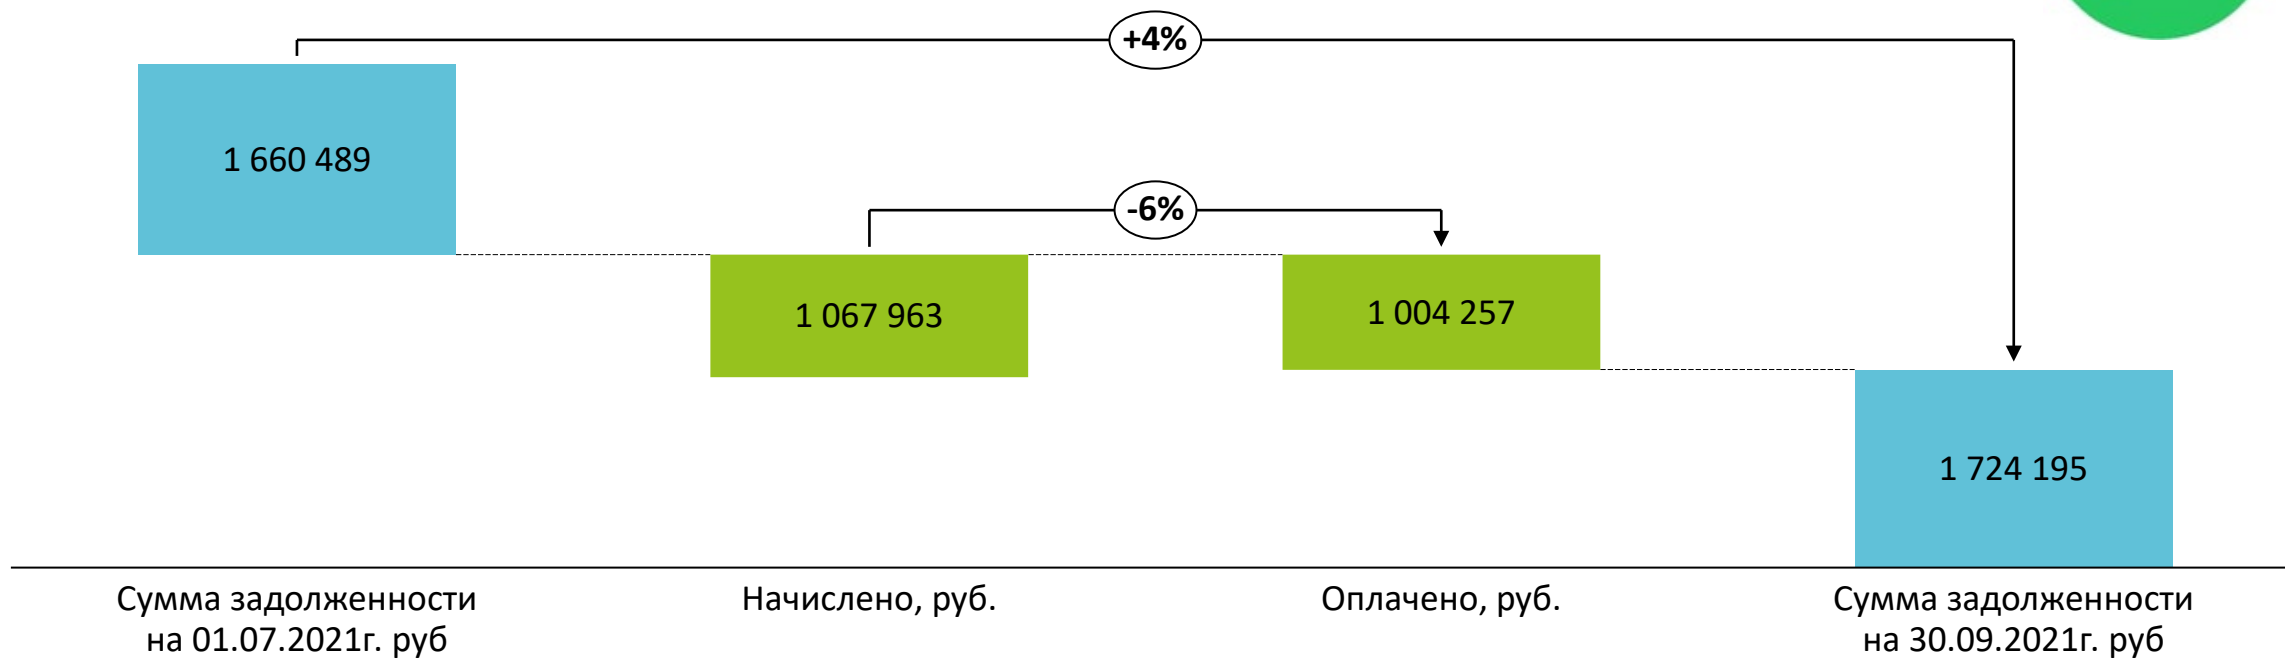 +4%
1 660 489
-6%
1 067 963
1 004 257
1 724 195
Сумма задолженности
на 01.07.2021г. руб
Начислено, руб.
Оплачено, руб.
Сумма задолженности
на 30.09.2021г. руб